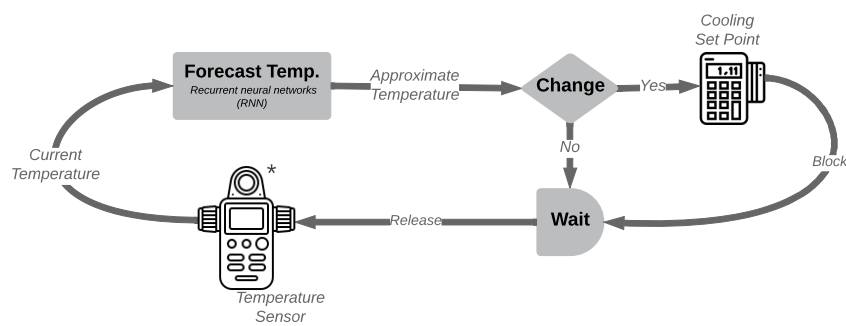 Cooling
Set Point
1.11
Forecast Temp.
Recurrent neural networks
(RNN)
Approximate
Temperature
Change
Yes
No
Block
Current
Temperature
*
Wait
Release
Temperature
Sensor